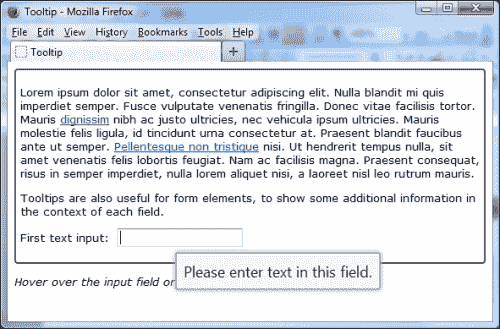 Tooltip - Mozilla Firefox
File Edit View History Bookmarks Tools Help
Tooltip
Lorem ipsum dolor sit amet, consectetur adipiscing elit. Nulla blandit mi quis
imperdiet semper. Fusce vulputate venenatis fringilla. Donec vitae facilisis tortor.
Mauris dignissim nibh ac justo ultricies, nec vehicula ipsum ultricies. Mauris
molestie felis ligula, id tincidunt urna consectetur at. Praesent blandit faucibus
ante ut semper. Pellentesque non tristique nisi. Ut hendrerit tempus nulla, sit
amet venenatis felis lobortis feugiat. Nam ac facilisis magna. Praesent consequat,
risus in semper imperdiet, nulla lorem aliquet nisi, a laoreet nisl leo rutrum mauris.
Tooltips are also useful for form elements, to show some additional information in
the context of each field.
First text input:
Please enter text in this field.
Hover over the input field or